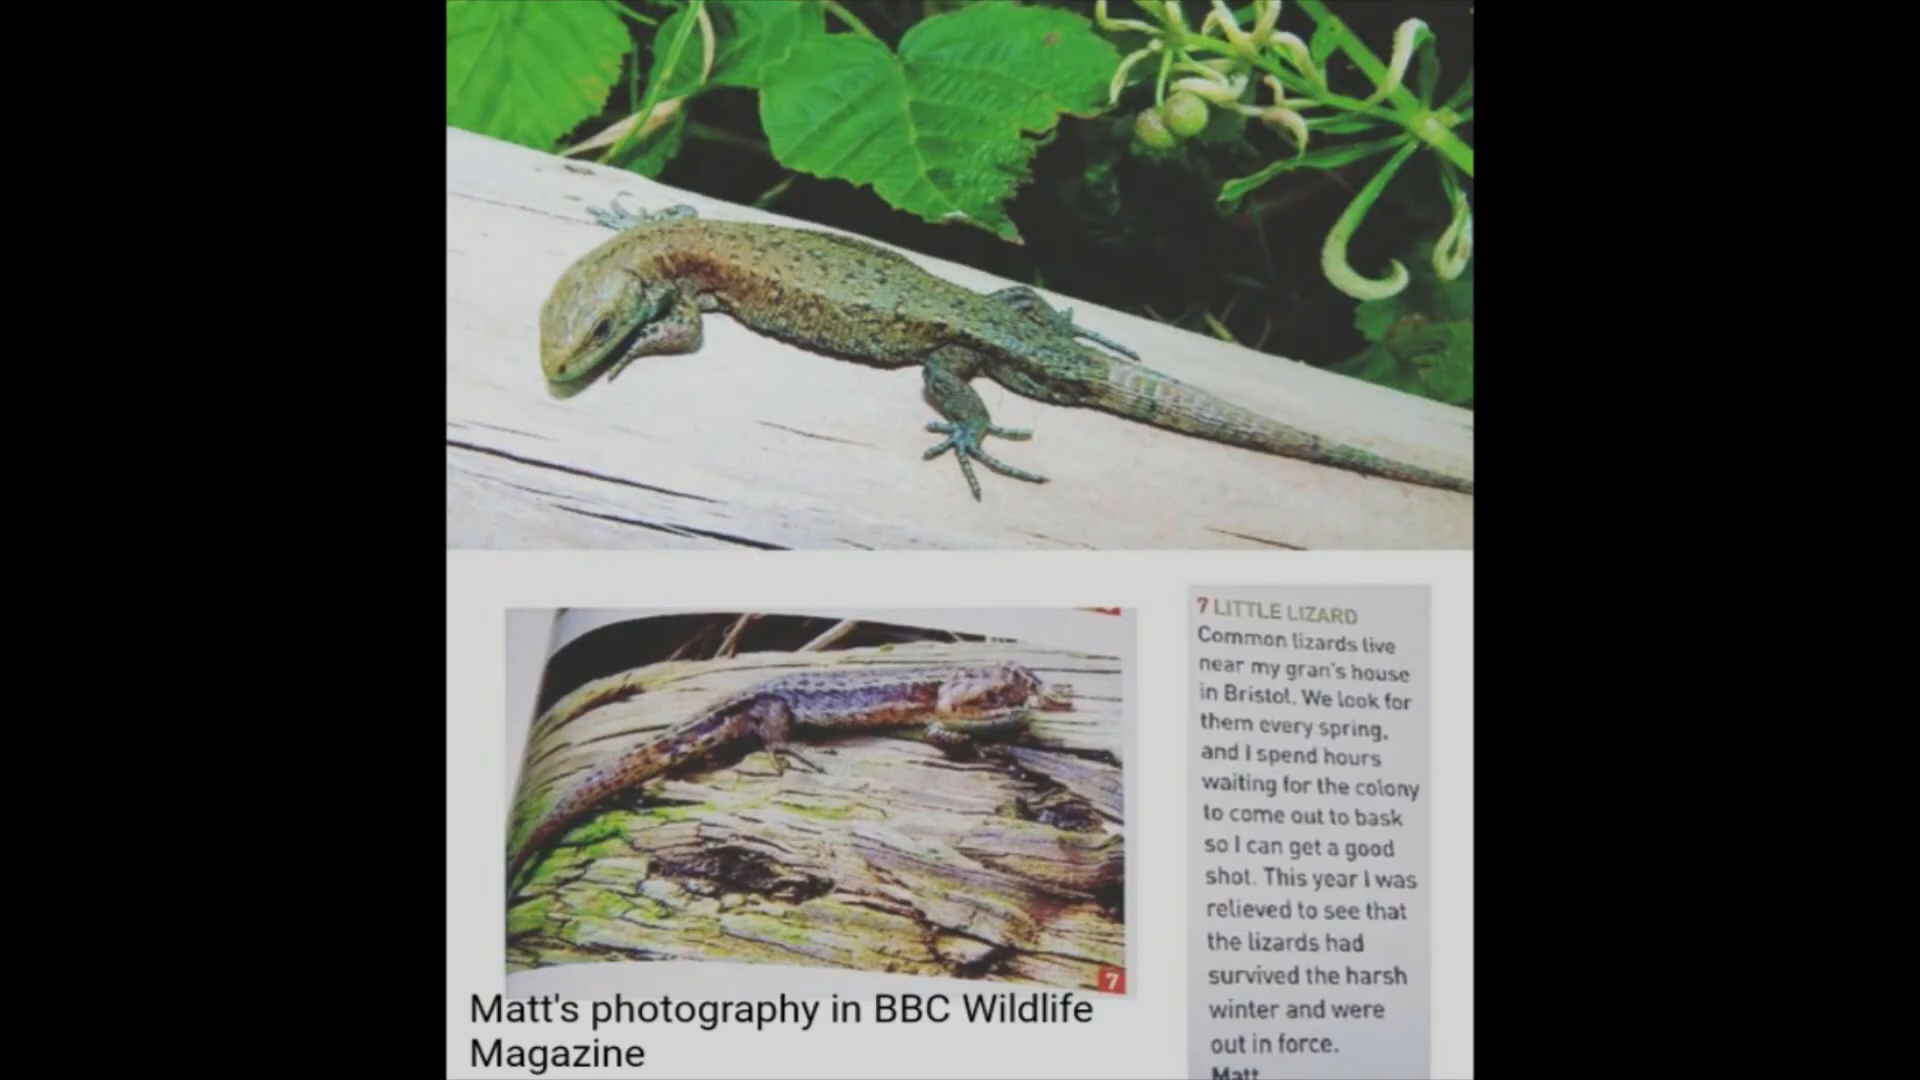 7 LITTLE LIZARD
Common lizards live
near my gran's house
in Bristol. We look for
them every spring,
and I spend hours
waiting for the colony
to come out to bask
so I can get a good
shot. This year I was
relieved to see that
the lizards had
survived the harsh
winter and were
out in force.
Matt
7
Matt's photography in BBC Wildlife
Magazine